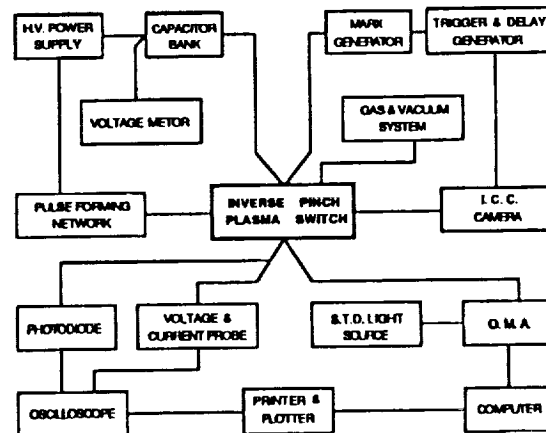 H.V. POWER
SUPPLY
CAPACITOR
BANK
MARX
GENERATOR
TRIGGER & DELAY
GENERATOR
VOLTAGE METOR
GAS & VACUUM
SYSTEM
PULSE FORMING
NETWORK
INVERSE PINCH
PLASMA SWITCH
I. C. C.
CAMERA
PHOTODIODE
VOLTAGE &
CURRENT PROBE
S.T.D. LIGHT
SOURCE
O. M. A.
OSCILLOSCOPE
PRINTER &
PLOTTER
COMPUTER